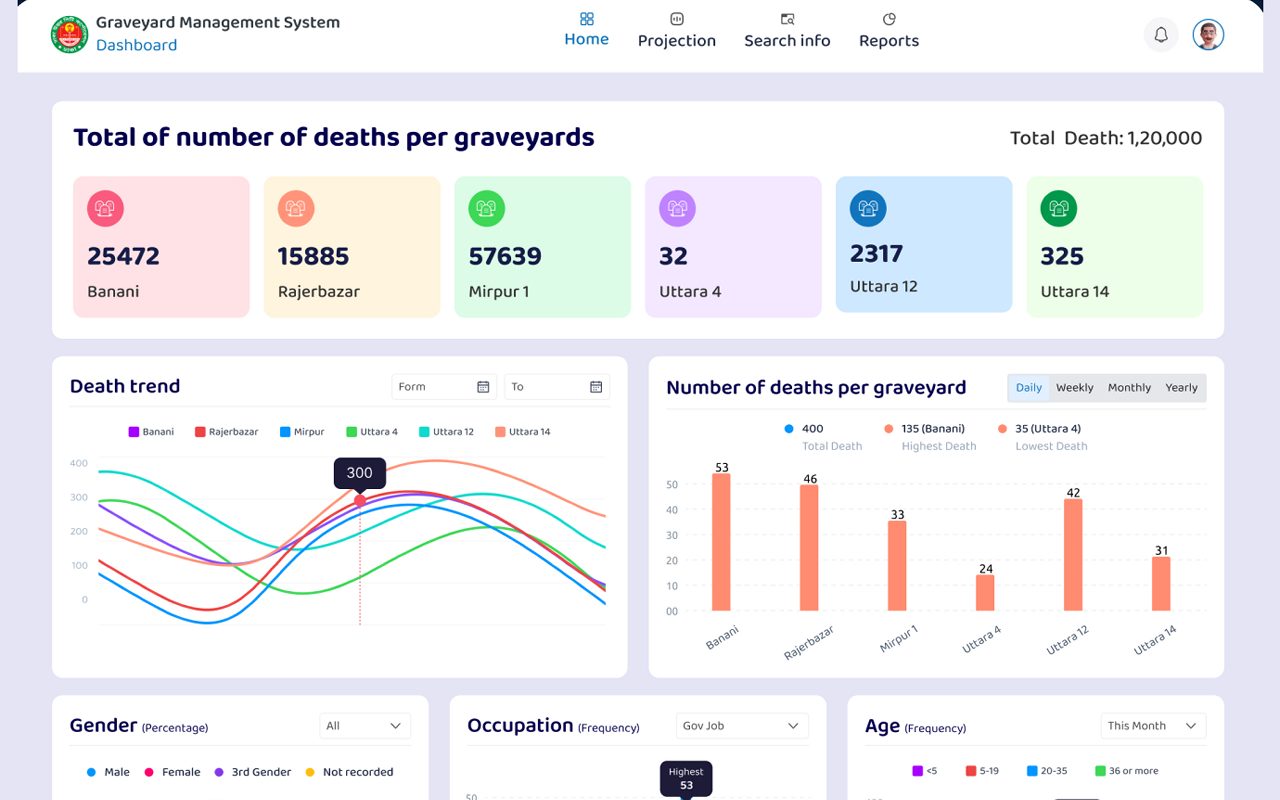 Graveyard Management System
Dashboard
Home
Projection
Search info
Reports
Total of number of deaths per graveyards
Total Death: 1,20,000
25472
Banani
15885
Rajerbazar
57639
Mirpur 1
32
Uttara 4
2317
Uttara 12
325
Uttara 14
Death trend
Form
To
Banani
Rajerbazar
Mirpur
Uttara 4
Uttara 12
Uttara 14
400
300
200
100
0
300
Number of deaths per graveyard
Daily Weekly Monthly Yearly
400
Total Death
135 (Banani)
Highest Death
35 (Uttara 4)
Lowest Death
50
40
30
20
10
00
53
46
33
24
42
31
Banani
Rajerbazar
Mirpur 1
Uttara 4
Uttara 12
Uttara 14
Gender (Percentage)
All
Male
Female
3rd Gender
Not recorded
Occupation (Frequency)
Gov Job
Highest
53
50
Age (Frequency)
This Month
<5
5-19
20-35
36 or more